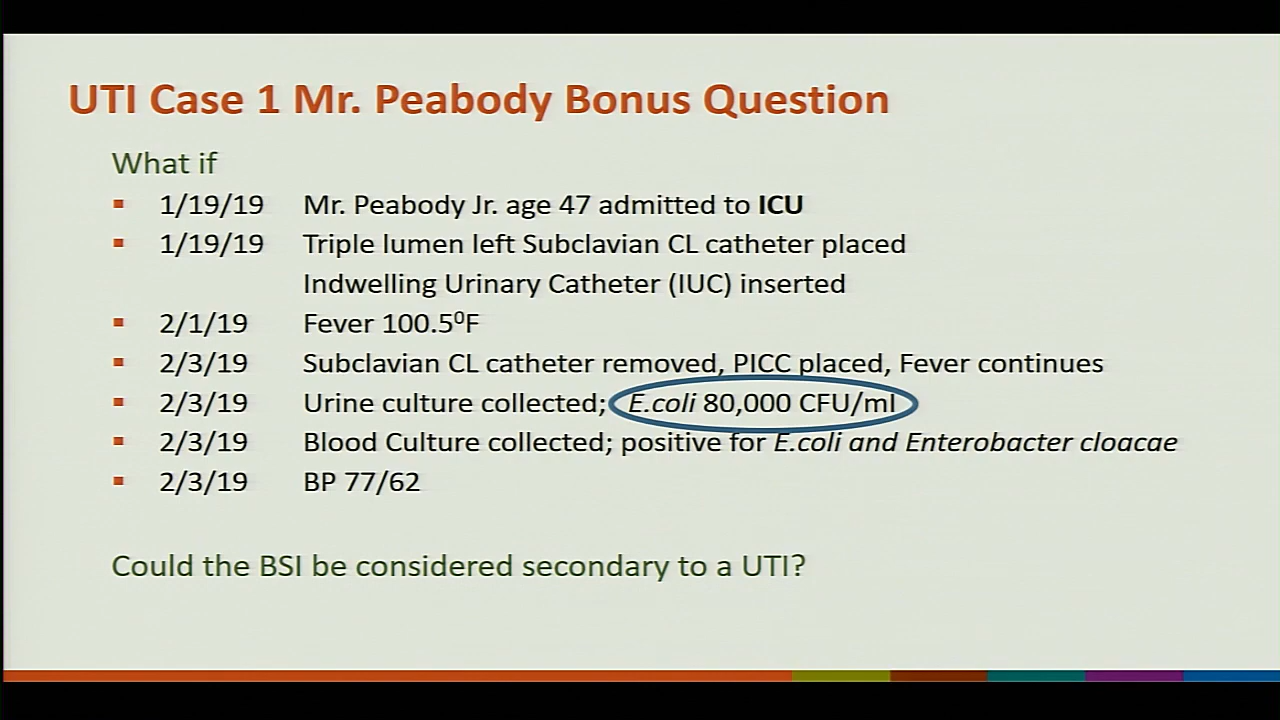 UTI Case 1 Mr. Peabody Bonus Question
What if
▪ 1/19/19 Mr. Peabody Jr. age 47 admitted to ICU
▪ 1/19/19 Triple lumen left Subclavian CL catheter placed
Indwelling Urinary Catheter (IUC) inserted
▪ 2/1/19 Fever 100.5⁰F
▪ 2/3/19 Subclavian CL catheter removed, PICC placed, Fever continues
▪ 2/3/19 Urine culture collected; E.coli 80,000 CFU/ml
▪ 2/3/19 Blood Culture collected; positive for E.coli and Enterobacter cloacae
▪ 2/3/19 BP 77/62
Could the BSI be considered secondary to a UTI?